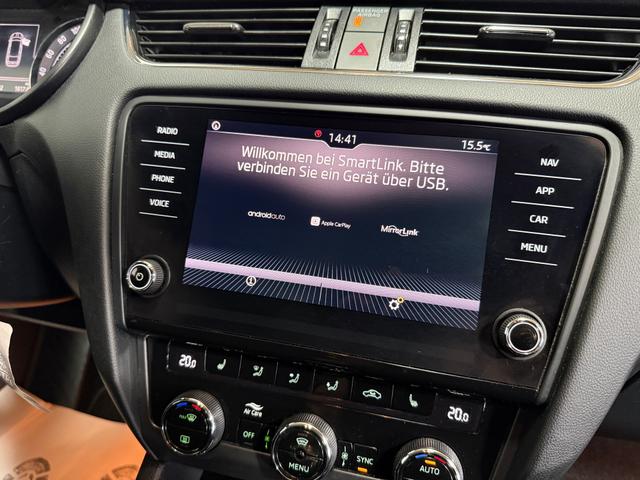 PASSENGER
AIRBAG
RADIO
MEDIA
PHONE
VOICE
14:41
15.5°C
Willkommen bei SmartLink. Bitte
verbinden Sie ein Gerät über USB.
androidauto
Apple CarPlay
MirrorLink
NAV
APP
CAR
MENU
20.0
20.0
Air Care
OFF
MENU
SYNC
AUTO